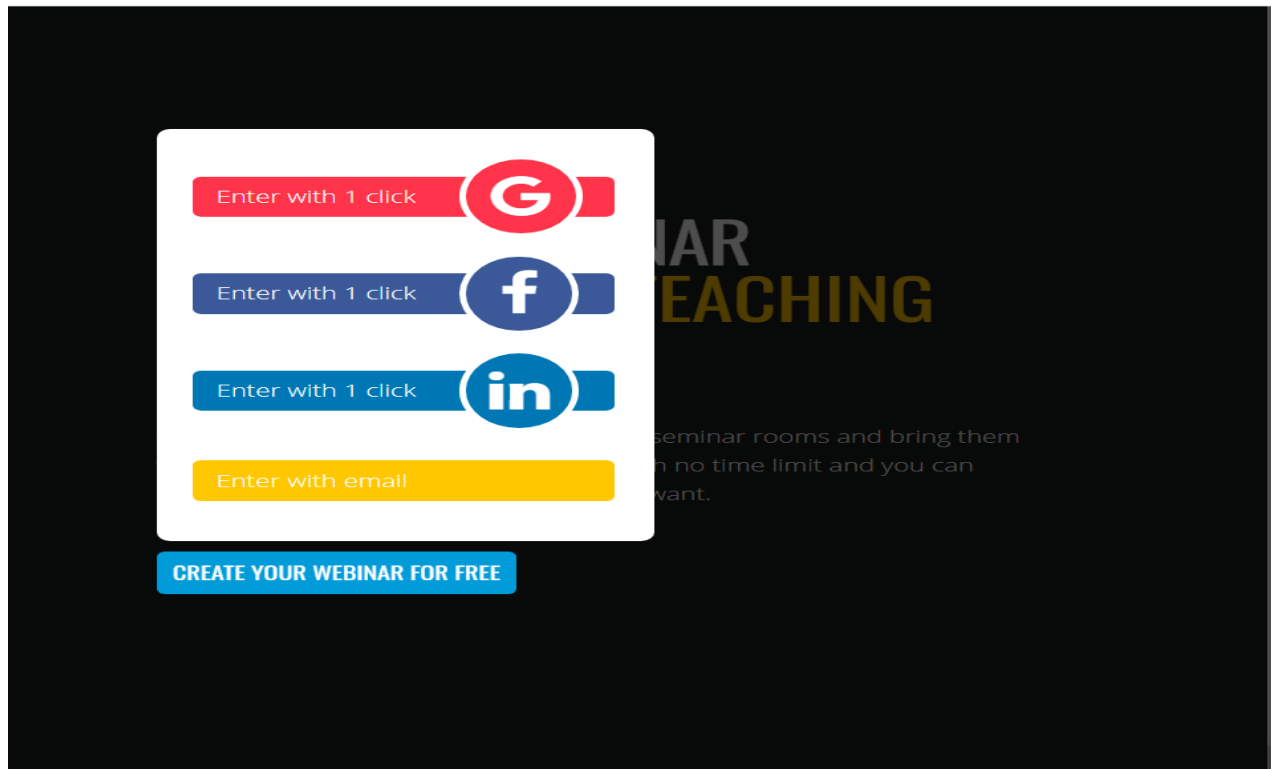 Enter with 1 click
G
NAR
Enter with 1 click
f
TEACHING
Enter with 1 click
in
seminar rooms and bring them
no time limit and you can
Enter with email
want.
CREATE YOUR WEBINAR FOR FREE